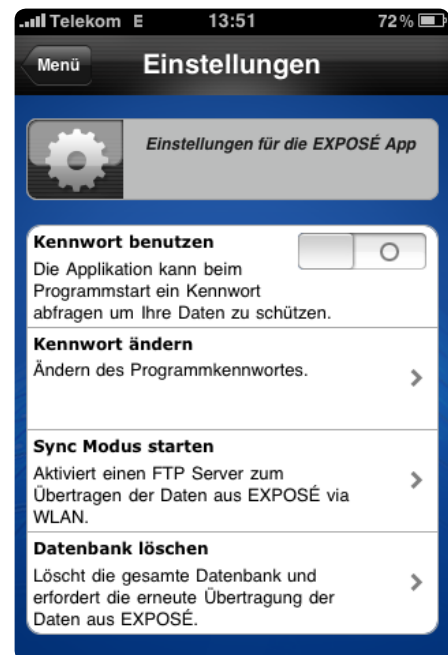 Telekom E 13:51 72%
Menü Einstellungen
Einstellungen für die EXPOSÉ App
Kennwort benutzen
Die Applikation kann beim
Programmstart ein Kennwort
abfragen um Ihre Daten zu schützen.
Kennwort ändern
Ändern des Programmkennwortes.
Sync Modus starten
Aktiviert einen FTP Server zum
Übertragen der Daten aus EXPOSÉ via
WLAN.
Datenbank löschen
Löscht die gesamte Datenbank und
erfordert die erneute Übertragung der
Daten aus EXPOSÉ.